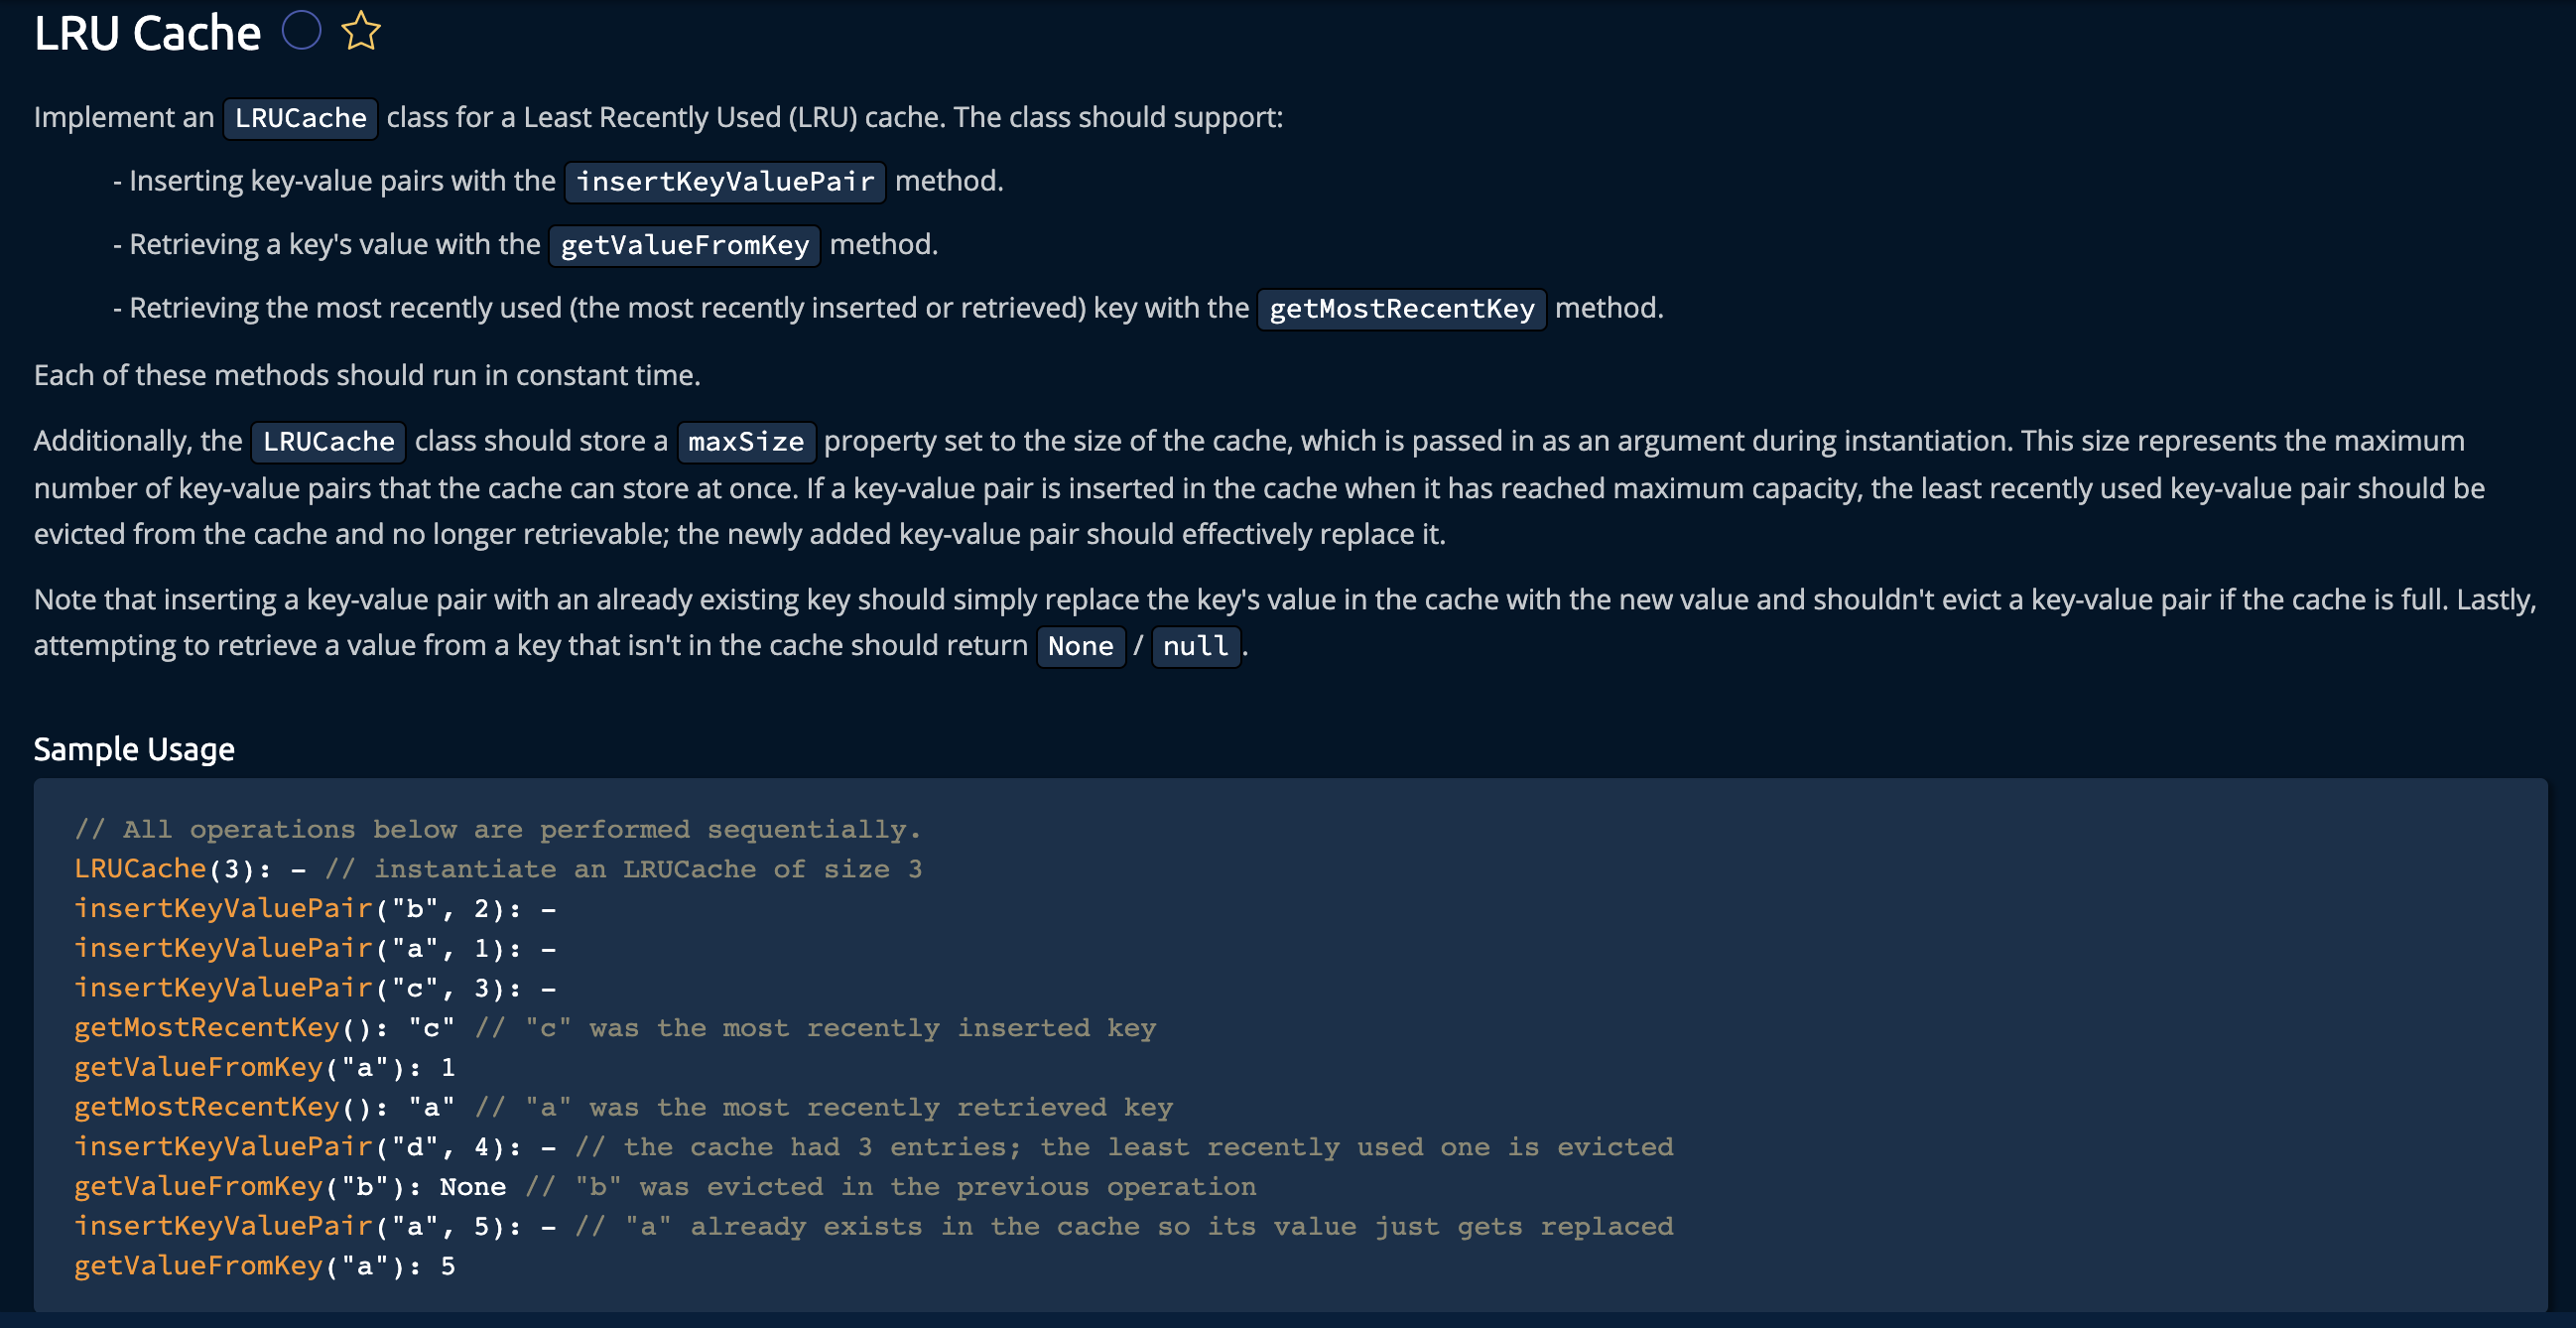 LRU Cache
Implement an LRUCache class for a Least Recently Used (LRU) cache. The class should support:
- Inserting key-value pairs with the insertKeyValuePair method.
- Retrieving a key's value with the getValueFromKey method.
- Retrieving the most recently used (the most recently inserted or retrieved) key with the getMostRecentKey method.
Each of these methods should run in constant time.
Additionally, the LRUCache class should store a maxSize property set to the size of the cache, which is passed in as an argument during instantiation. This size represents the maximum
number of key-value pairs that the cache can store at once. If a key-value pair is inserted in the cache when it has reached maximum capacity, the least recently used key-value pair should be
evicted from the cache and no longer retrievable; the newly added key-value pair should effectively replace it.
Note that inserting a key-value pair with an already existing key should simply replace the key's value in the cache with the new value and shouldn't evict a key-value pair if the cache is full. Lastly,
attempting to retrieve a value from a key that isn't in the cache should return None / null.
Sample Usage
// All operations below are performed sequentially.
LRUCache(3): - // instantiate an LRUCache of size 3
insertKeyValuePair("b", 2): -
insertKeyValuePair("a", 1): -
insertKeyValuePair("c", 3): -
getMostRecentKey(): "c" // "c" was the most recently inserted key
getValueFromKey("a"): 1
getMostRecentKey(): "a" // "a" was the most recently retrieved key
insertKeyValuePair("d", 4): - // the cache had 3 entries; the least recently used one is evicted
getValueFromKey("b"): None // "b" was evicted in the previous operation
insertKeyValuePair("a", 5): - // "a" already exists in the cache so its value just gets replaced
getValueFromKey("a"): 5